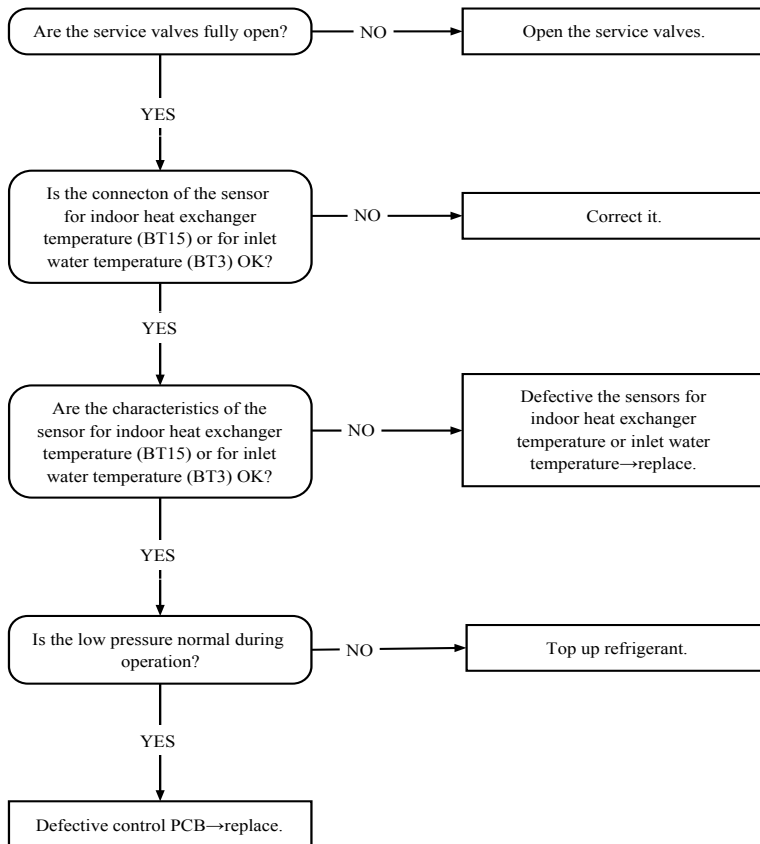 Are the service valves fully open?
NO
Open the service valves.
YES
Is the connecton of the sensor
for indoor heat exchanger
temperature (BT15) or for inlet
water temperature (BT3) OK?
NO
Correct it.
YES
Are the characteristics of the
sensor for indoor heat exchanger
temperature (BT15) or for inlet
water temperature (BT3) OK?
NO
Defective the sensors for
indoor heat exchanger
temperature or inlet water
temperature→replace.
YES
Is the low pressure normal during
operation?
NO
Top up refrigerant.
YES
Defective control PCB→replace.